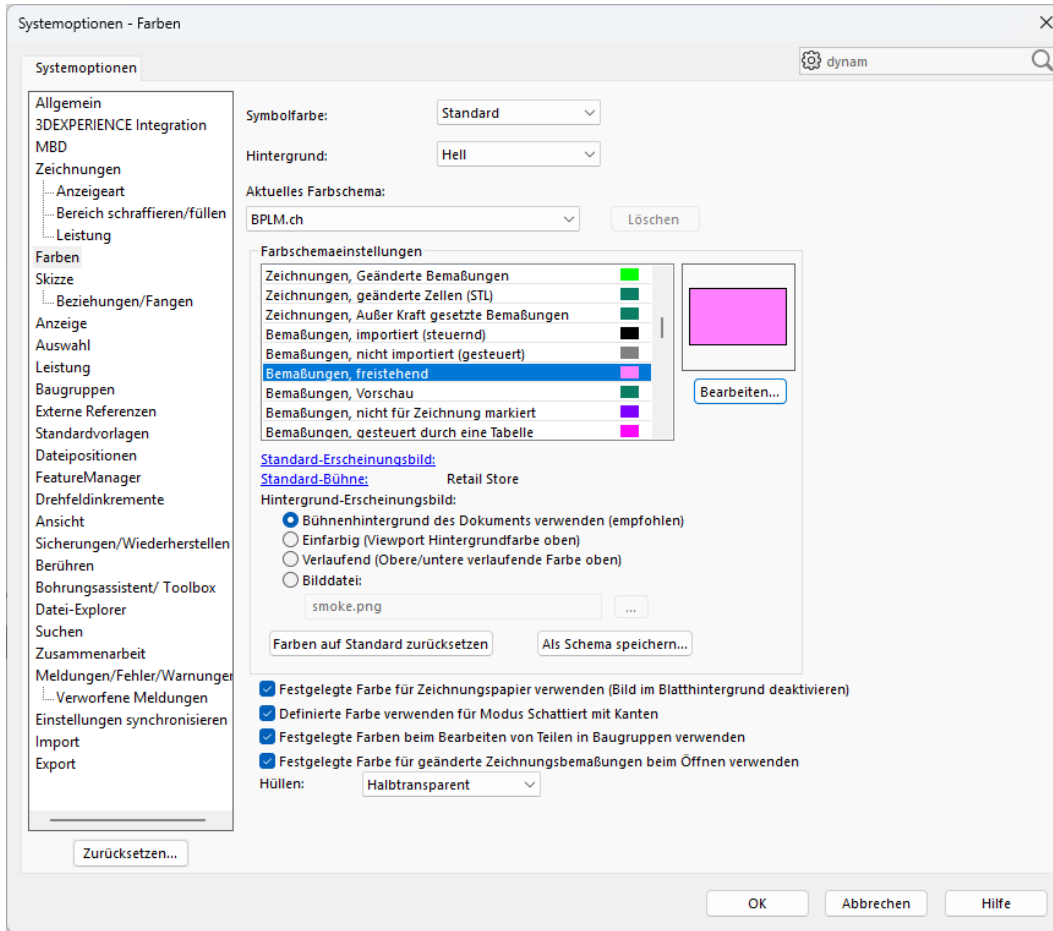 Systemoptionen - Farben
Systemoptionen
dynam
Allgemein
3DEXPERIENCE Integration
MBD
Zeichnungen
Anzeigeart
Bereich schraffieren/füllen
Leistung
Farben
Skizze
Beziehungen/Fangen
Anzeige
Auswahl
Leistung
Baugruppen
Externe Referenzen
Standardvorlagen
Dateipositionen
FeatureManager
Drehfeldinkremente
Ansicht
Sicherungen/Wiederherstellen
Berühren
Bohrungsassistent/ Toolbox
Datei-Explorer
Suchen
Zusammenarbeit
Meldungen/Fehler/Warnunger
Verworfene Meldungen
Einstellungen synchronisieren
Import
Export
Zurücksetzen...
Symbolfarbe: Standard
Hintergrund: Hell
Aktuelles Farbschema:
BPLM.ch Löschen
Farbschemaeinstellungen
Zeichnungen, Geänderte Bemaßungen
Zeichnungen, geänderte Zellen (STL)
Zeichnungen, Außer Kraft gesetzte Bemaßungen
Bemaßungen, importiert (steuernd)
Bemaßungen, nicht importiert (gesteuert)
Bemaßungen, freistehend
Bemaßungen, Vorschau
Bemaßungen, nicht für Zeichnung markiert
Bemaßungen, gesteuert durch eine Tabelle
Bearbeiten...
Standard-Erscheinungsbild:
Standard-Bühne: Retail Store
Hintergrund-Erscheinungsbild:
Bühnenhintergrund des Dokuments verwenden (empfohlen)
Einfarbig (Viewport Hintergrundfarbe oben)
Verlaufend (Obere/untere verlaufende Farbe oben)
Bilddatei:
smoke.png ...
Farben auf Standard zurücksetzen Als Schema speichern...
Festgelegte Farbe für Zeichnungspapier verwenden (Bild im Blatthintergrund deaktivieren)
Definierte Farbe verwenden für Modus Schattiert mit Kanten
Festgelegte Farben beim Bearbeiten von Teilen in Baugruppen verwenden
Festgelegte Farbe für geänderte Zeichnungsbemaßungen beim Öffnen verwenden
Hüllen: Halbtransparent
OK Abbrechen Hilfe